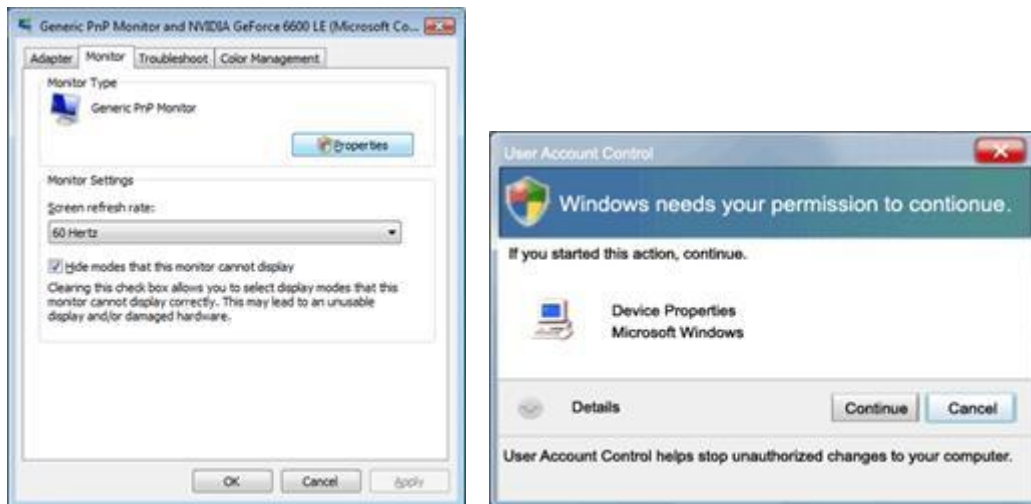 Generic PnP Monitor and NVIDIA GeForce 6600 LE (Microsoft Co...
Adapter Monitor Troubleshoot Color Management
Monitor Type
Generic PnP Monitor
Properties
Monitor Settings
Screen refresh rate:
60 Hertz
Hide modes that this monitor cannot display
Clearing this check box allows you to select display modes that this
monitor cannot display correctly. This may lead to an unusable
display and/or damaged hardware.
OK Cancel Apply
User Account Control
Windows needs your permission to contionue.
If you started this action, continue.
Device Properties
Microsoft Windows
Details Continue Cancel
User Account Control helps stop unauthorized changes to your computer.